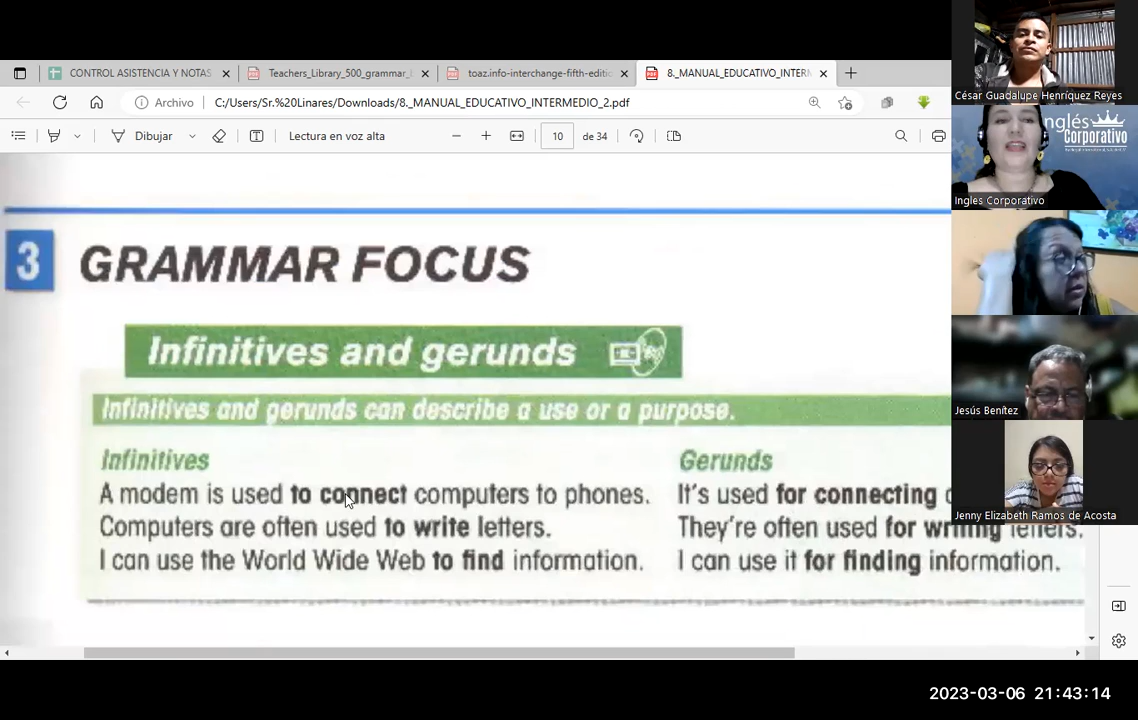 CONTROL ASISTENCIA Y NOTAS
Teachers_Library_500_grammar_
toaz.info-interchange-fifth-editi
8._MANUAL_EDUCATIVO_INTERM
Archivo
C:/Users/Sr.%20Linares/Downloads/8._MANUAL_EDUCATIVO_INTERMEDIO_2.pdf
Dibujar
Lectura en voz alta
10
de 34
3
GRAMMAR FOCUS
Infinitives and gerunds
Infinitives and gerunds can describe a use or a purpose.
Infinitives
A modem is used to connect computers to phones.
Computers are often used to write letters.
I can use the World Wide Web to find information.
Gerunds
It's used for connecting
They're often used for writing letters.
I can use it for finding information.
César Guadalupe Henríquez Reyes
Inglés
Corporativo
Ingles Corporativo
Jesús Benítez
Jenny Elizabeth Ramos de Acosta
2023-03-06 21:43:14